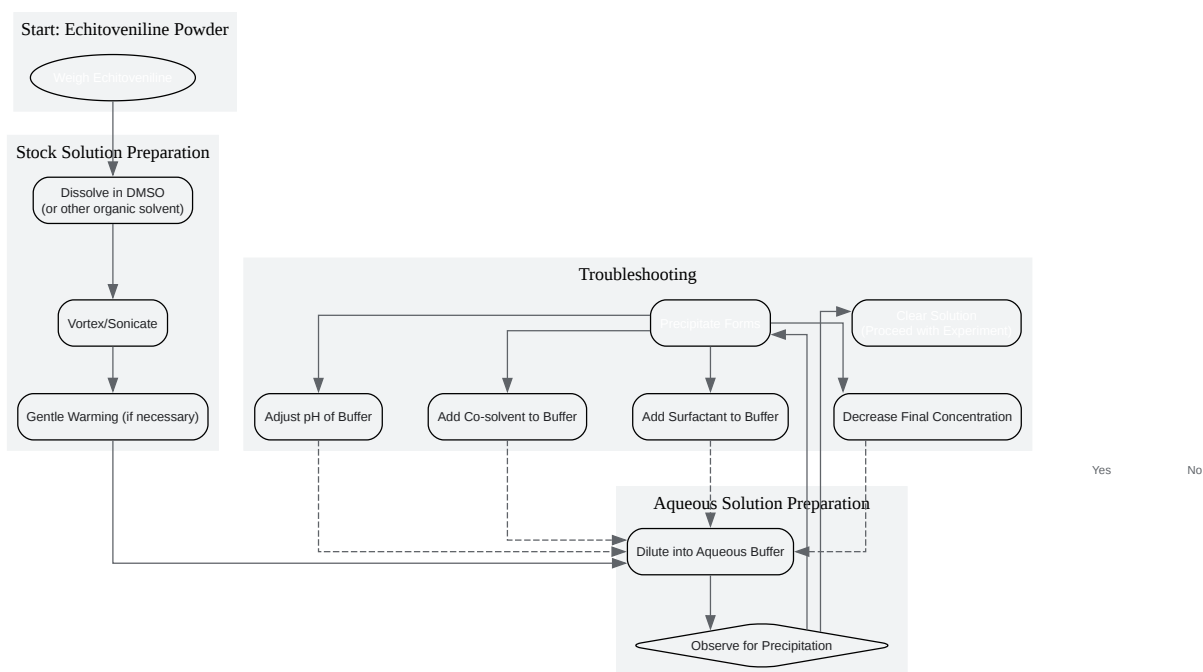 Start: Echitoveniline Powder
Weigh Echitoveniline
Stock Solution Preparation
Dissolve in DMSO
(or other organic solvent)
Vortex/Sonicate
Gentle Warming (if necessary)
Troubleshooting
Precipitate Forms
Clear Solution
(Proceed with Experiment)
Adjust pH of Buffer
Add Co-solvent to Buffer
Add Surfactant to Buffer
Decrease Final Concentration
Yes
No
Aqueous Solution Preparation
Dilute into Aqueous Buffer
Observe for Precipitation